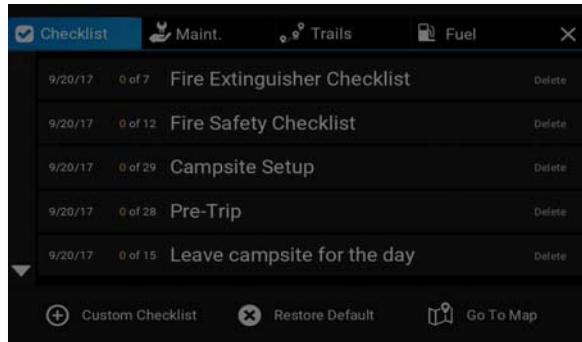 Checklist Maint. Trails Fuel
9/20/17 0 of 7 Fire Extinguisher Checklist Delete
9/20/17 0 of 12 Fire Safety Checklist Delete
9/20/17 0 of 29 Campsite Setup Delete
9/20/17 0 of 28 Pre-Trip Delete
9/20/17 0 of 15 Leave campsite for the day Delete
Custom Checklist Restore Default Go To Map